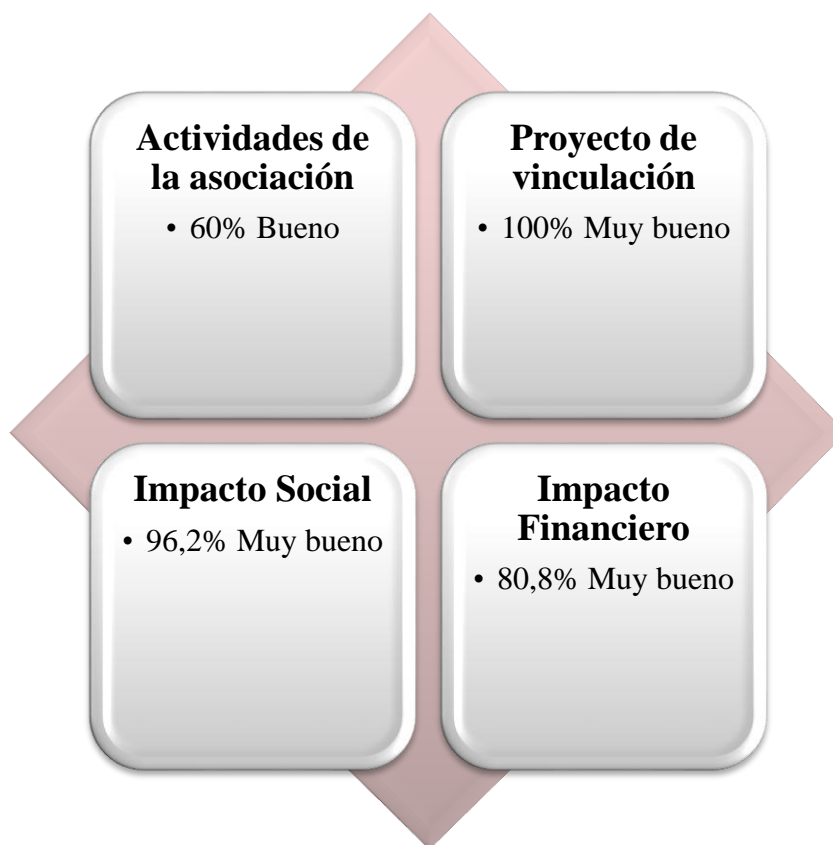 Actividades de
la asociación
• 60% Bueno
Proyecto de
vinculación
• 100% Muy bueno
Impacto Social
• 96,2% Muy bueno
Impacto
Financiero
• 80,8% Muy bueno